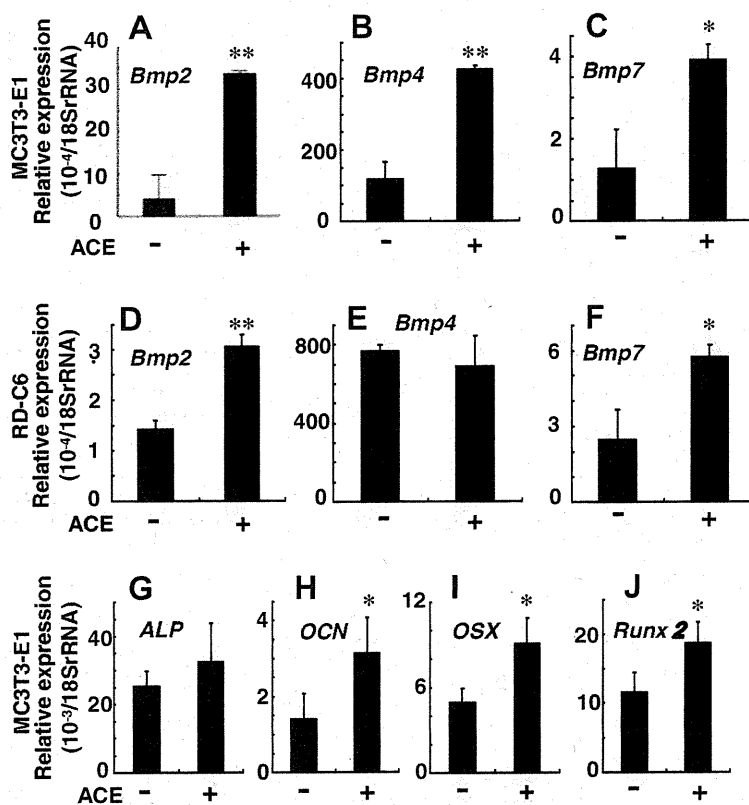 A B C
MC3T3-E1
Relative expression
(10-4/18SrRNA)
40
30
20
10
0
Bmp2
**
400
200
0
Bmp4
**
4
2
0
Bmp7
*
ACE - + - + - +
D E F
RD-C6
Relative expression
(10-4/18SrRNA)
3
2
1
0
Bmp2
**
800
400
0
Bmp4
6
3
0
Bmp7
*
ACE - + - + - +
G H I J
MC3T3-E1
Relative expression
(10-3/18SrRNA)
40
20
0
ALP
4
2
0
OCN
*
12
6
0
OSX
*
20
10
0
Runx 2
*
ACE - + - + - + - +